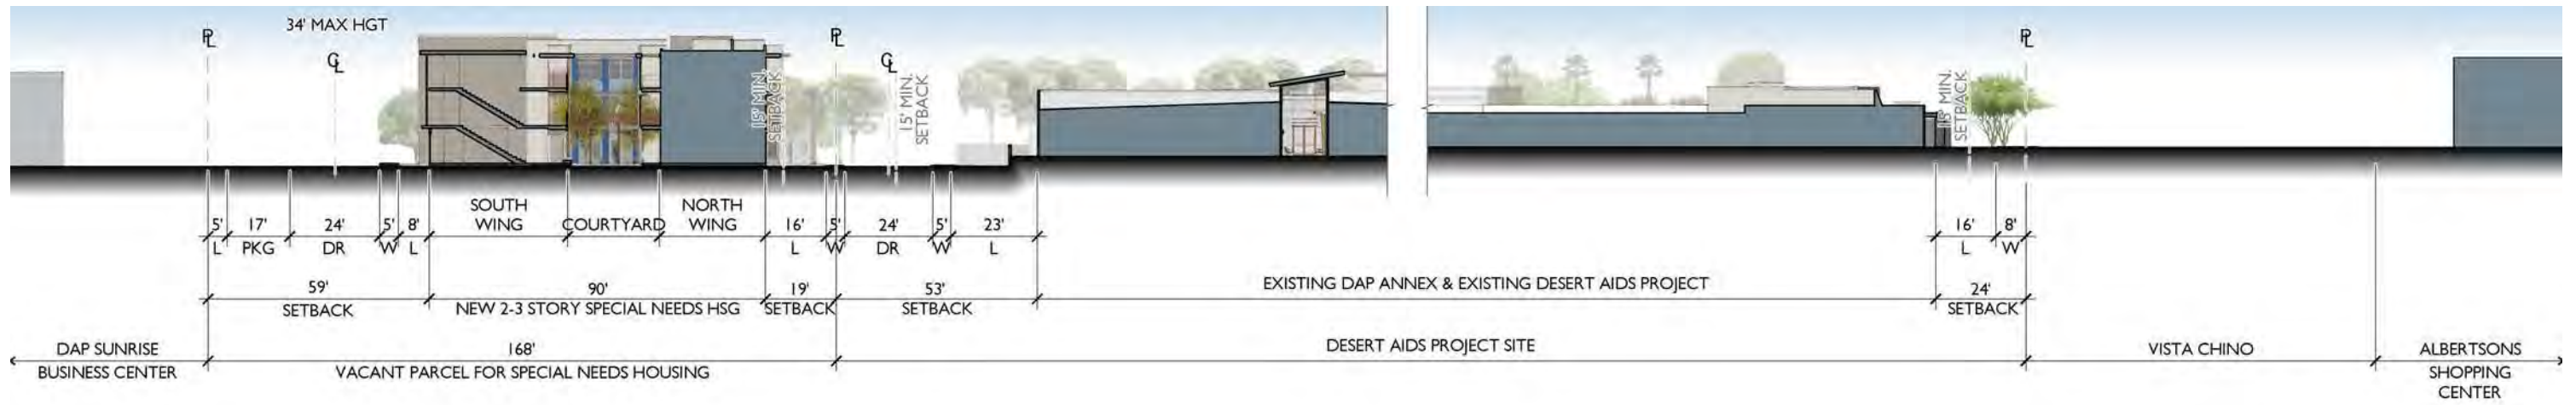 34' MAX HGT
PL
CL
15' MIN.
SETBACK
PL
CL
15' MIN.
SETBACK
15' MIN.
SETBACK
PL
5' 17' 24' 5' 8' SOUTH WING COURTYARD NORTH WING 16' 5' 24' 5' 23' 16' 8'
L PKG DR W L L W DR W L L W
59' 90' 19' 53' EXISTING DAP ANNEX & EXISTING DESERT AIDS PROJECT 24'
SETBACK NEW 2-3 STORY SPECIAL NEEDS HSG SETBACK SETBACK SETBACK
DAP SUNRISE 168' DESERT AIDS PROJECT SITE VISTA CHINO ALBERTSONS
BUSINESS CENTER VACANT PARCEL FOR SPECIAL NEEDS HOUSING SHOPPING
CENTER